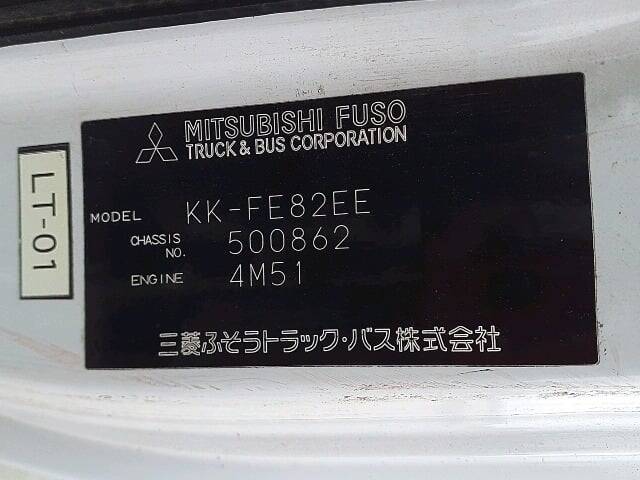 MITSUBISHI FUSO
TRUCK & BUS CORPORATION
LT-01
MODEL KK-FE82EE
CHASSIS NO. 500862
ENGINE 4M51
三菱ふそうトラック・バス株式会社